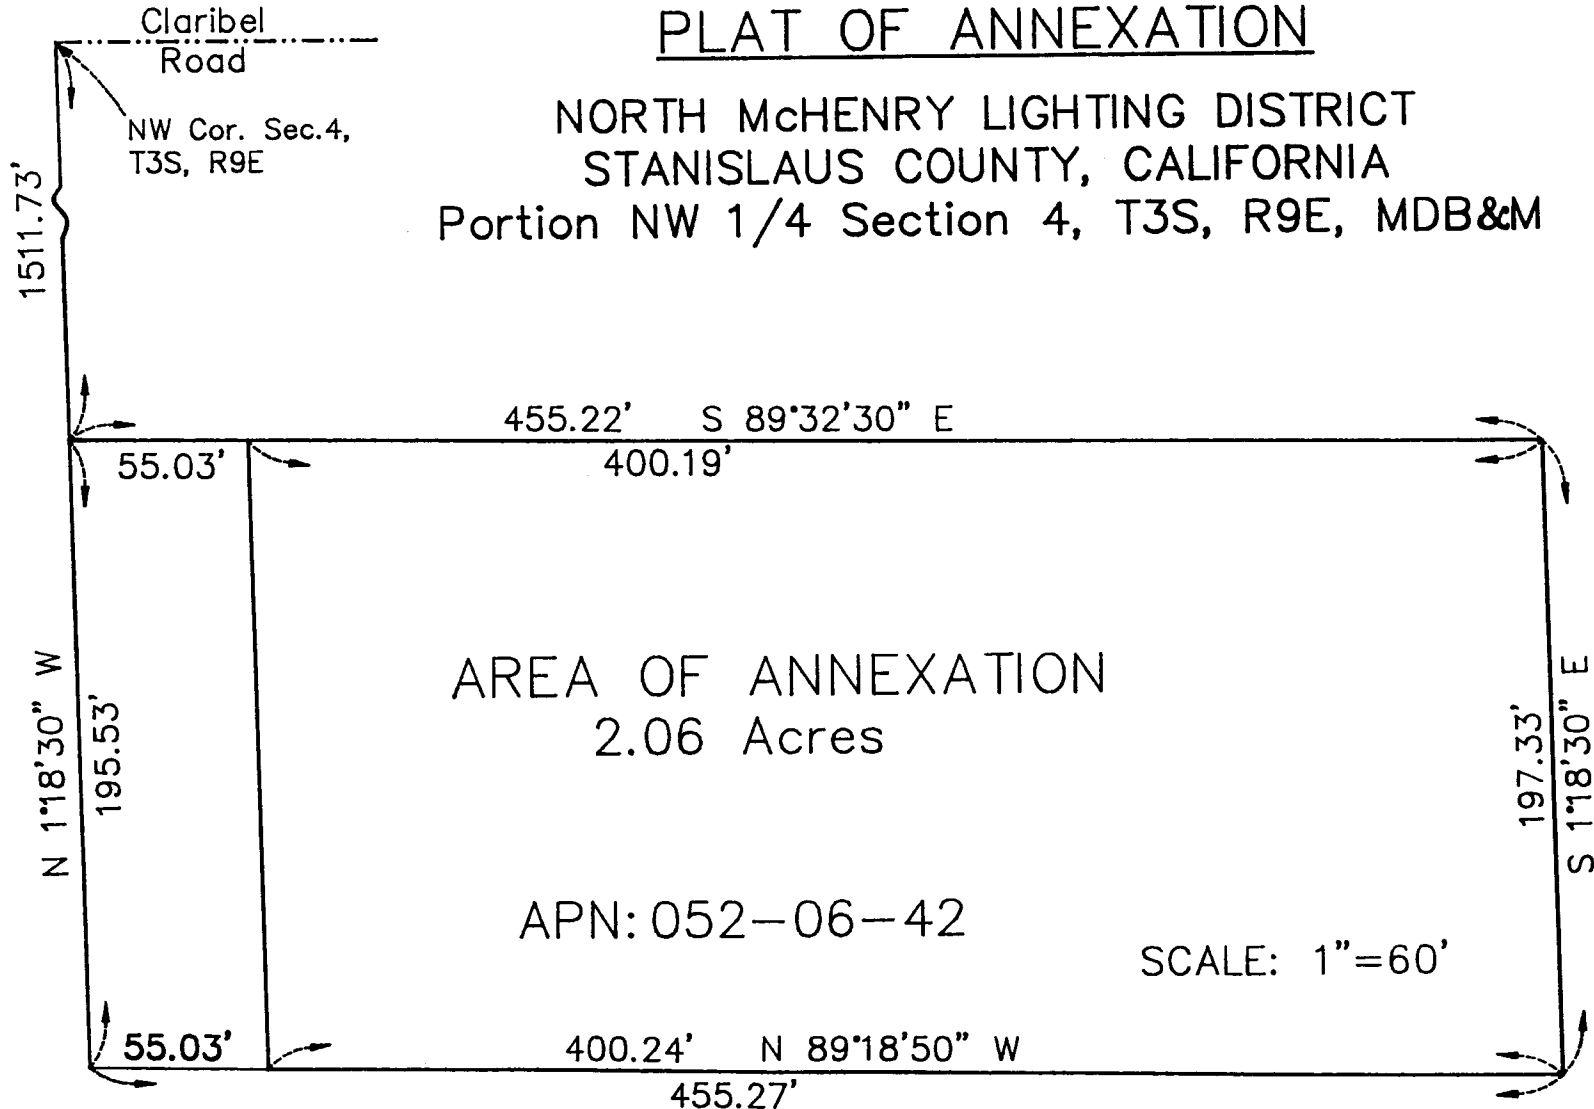 Claribel
Road
PLAT OF ANNEXATION
NW Cor. Sec.4,
T3S, R9E
NORTH McHENRY LIGHTING DISTRICT
STANISLAUS COUNTY, CALIFORNIA
Portion NW 1/4 Section 4, T3S, R9E, MDB&M
1511.73'
455.22' S 89°32'30" E
55.03'
400.19'
N 1°18'30" W
195.53'
AREA OF ANNEXATION
2.06 Acres
197.33'
S 1°18'30" E
APN: 052-06-42
SCALE: 1"=60'
55.03'
400.24' N 89°18'50" W
455.27'